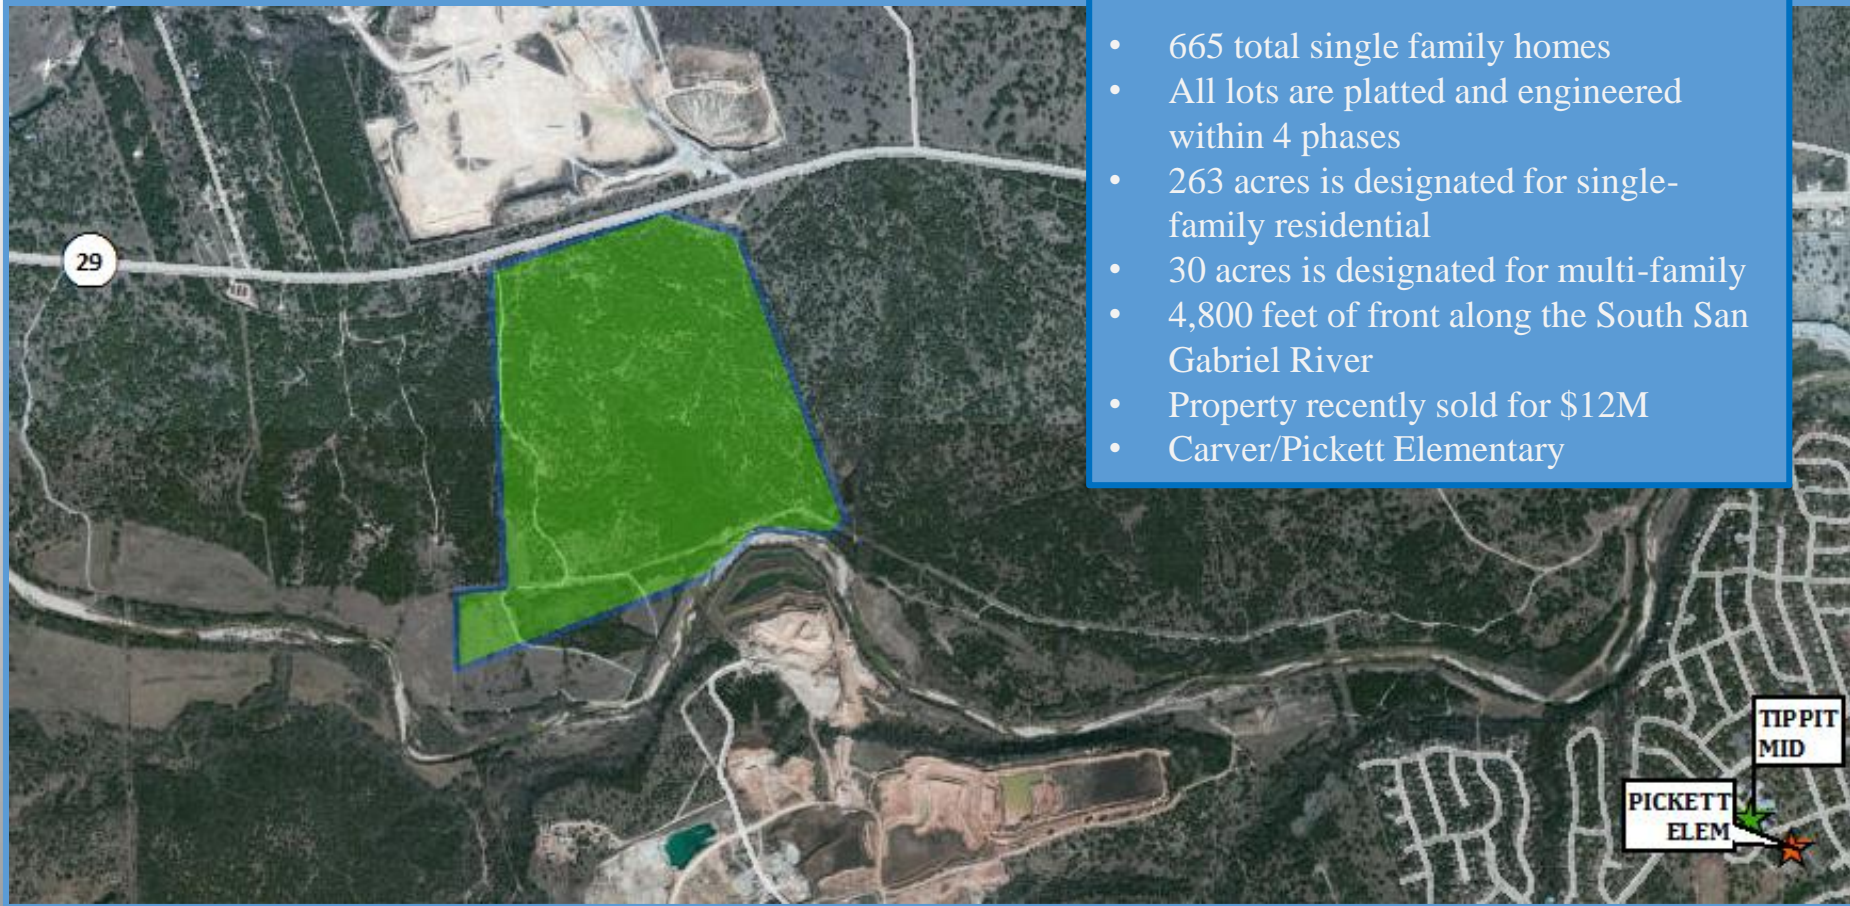 • 665 total single family homes
• All lots are platted and engineered
within 4 phases
• 263 acres is designated for single-
family residential
• 30 acres is designated for multi-family
• 4,800 feet of front along the South San
Gabriel River
• Property recently sold for $12M
• Carver/Pickett Elementary
29
TIPPIT
MID
PICKETT
ELEM